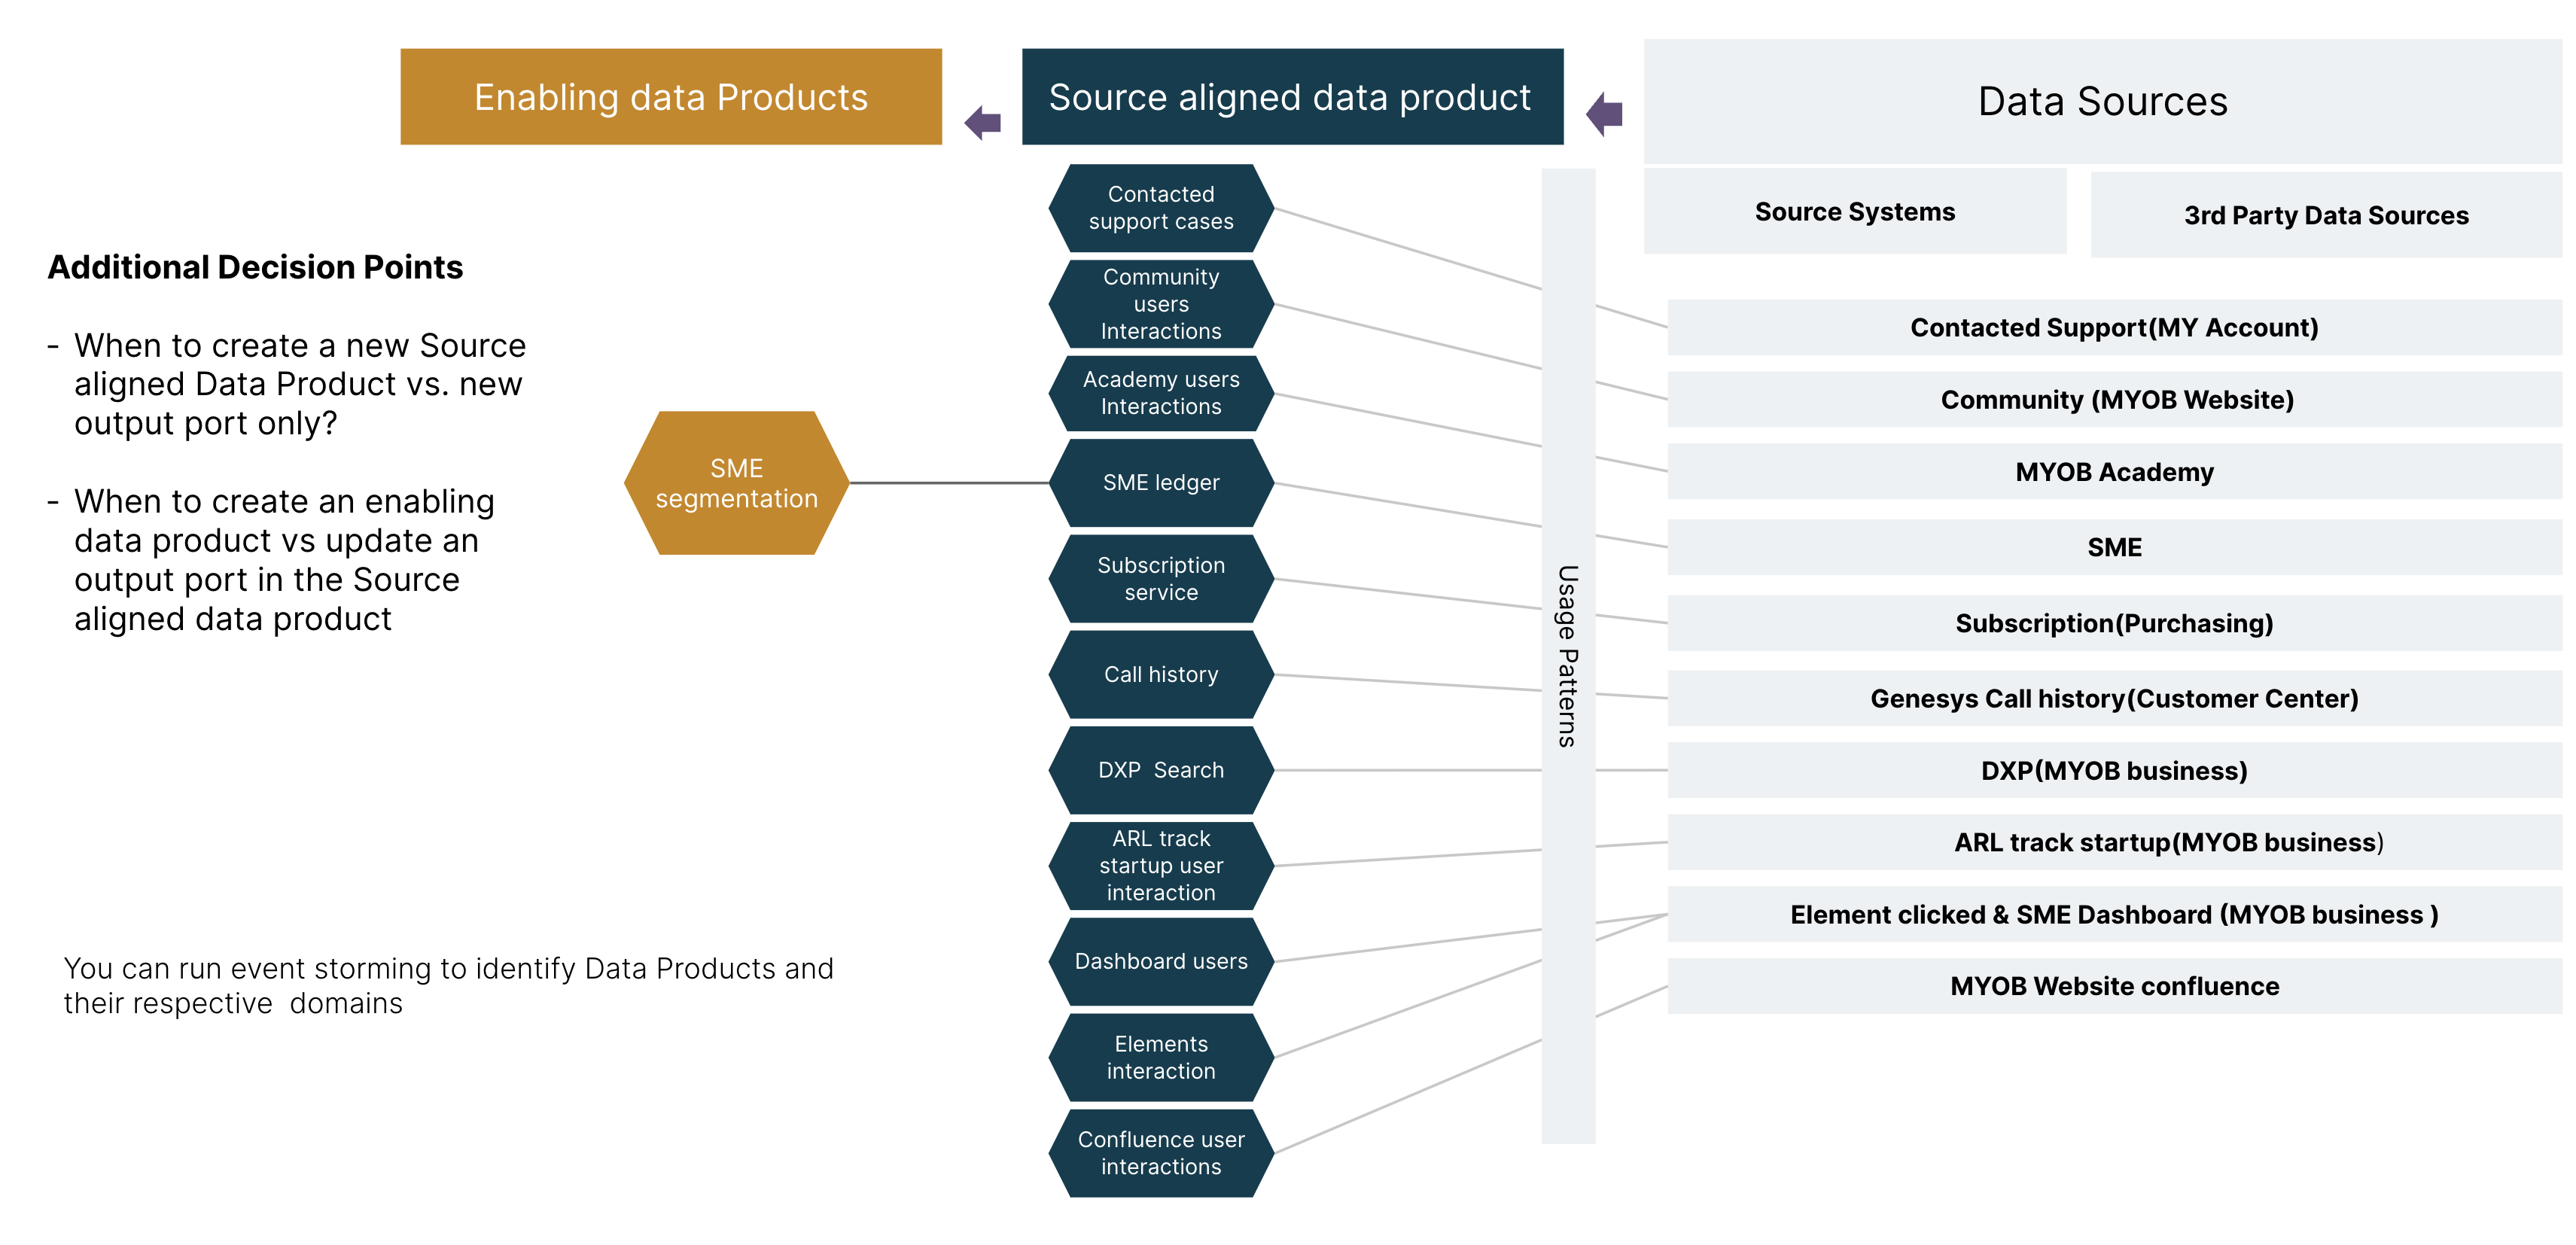 Enabling data Products
Source aligned data product
Data Sources
Source Systems
3rd Party Data Sources
Additional Decision Points
- When to create a new Source
aligned Data Product vs. new
output port only?
- When to create an enabling
data product vs update an
output port in the Source
aligned data product
You can run event storming to identify Data Products and
their respective  domains
SME
segmentation
Contacted
support cases
Community
users
Interactions
Academy users
Interactions
SME ledger
Subscription
service
Call history
DXP  Search
ARL track
startup user
interaction
Dashboard users
Elements
interaction
Confluence user
interactions
Usage Patterns
Contacted Support(MY Account)
Community (MYOB Website)
MYOB Academy
SME
Subscription(Purchasing)
Genesys Call history(Customer Center)
DXP(MYOB business)
ARL track startup(MYOB business)
Element clicked & SME Dashboard (MYOB business )
MYOB Website confluence